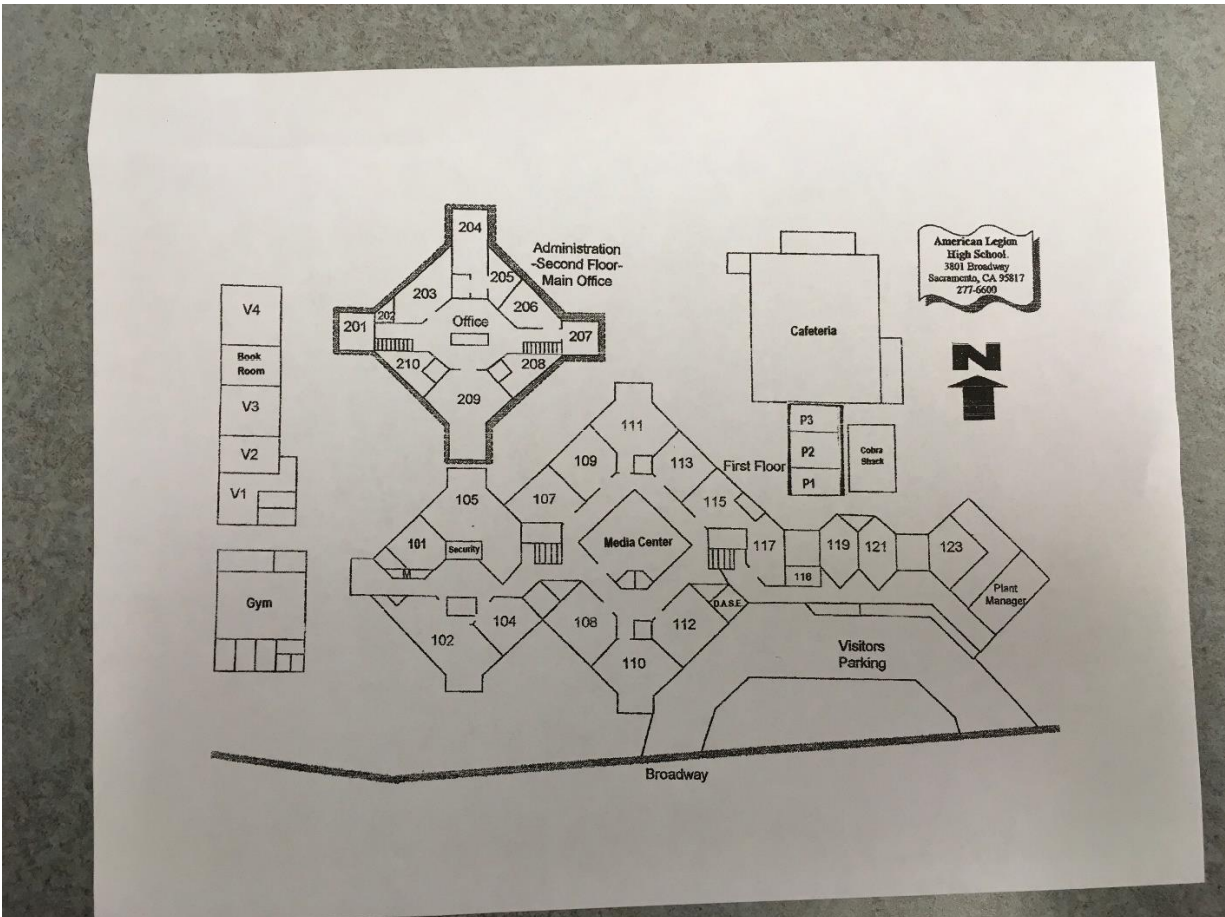 204
Administration
-Second Floor-
Main Office
American Legion
High School.
3801 Broadway
Sacramento, CA 95817
277-6600
N
203
205
206
202
Office
201
207
210
208
209
V4
Book
Room
V3
V2
V1
Gym
Cafeteria
P3
P2
P1
Cobra
Shack
First Floor
111
109
113
107
115
105
101
Security
M
Media Center
117
118
119
121
123
Plant
Manager
102
104
108
112
D.A.S.E.
110
Visitors
Parking
Broadway